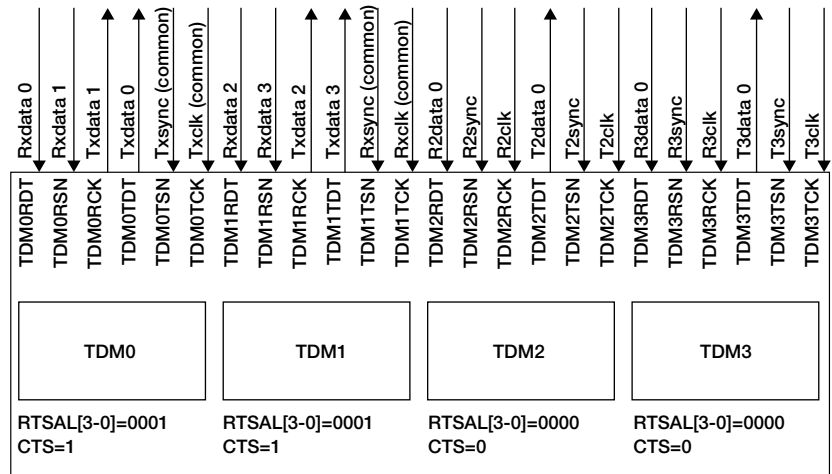 Rxdata 0
Rxdata 1
Txdata 1
Txdata 0
Txsync (common)
Txclk (common)
Rxdata 2
Rxdata 3
Txdata 2
Txdata 3
Rxsync (common)
Rxclk (common)
R2data 0
R2sync
R2clk
T2data 0
T2sync
T2clk
R3data 0
R3sync
R3clk
T3data 0
T3sync
T3clk
TDM0RDT
TDM0RSN
TDM0RCK
TDM0TDT
TDM0TSN
TDM0TCK
TDM1RDT
TDM1RSN
TDM1RCK
TDM1TDT
TDM1TSN
TDM1TCK
TDM2RDT
TDM2RSN
TDM2RCK
TDM2TDT
TDM2TSN
TDM2TCK
TDM3RDT
TDM3RSN
TDM3RCK
TDM3TDT
TDM3TSN
TDM3TCK
TDM0
TDM1
TDM2
TDM3
RTSAL[3-0]=0001
CTS=1
RTSAL[3-0]=0001
CTS=1
RTSAL[3-0]=0000
CTS=0
RTSAL[3-0]=0000
CTS=0